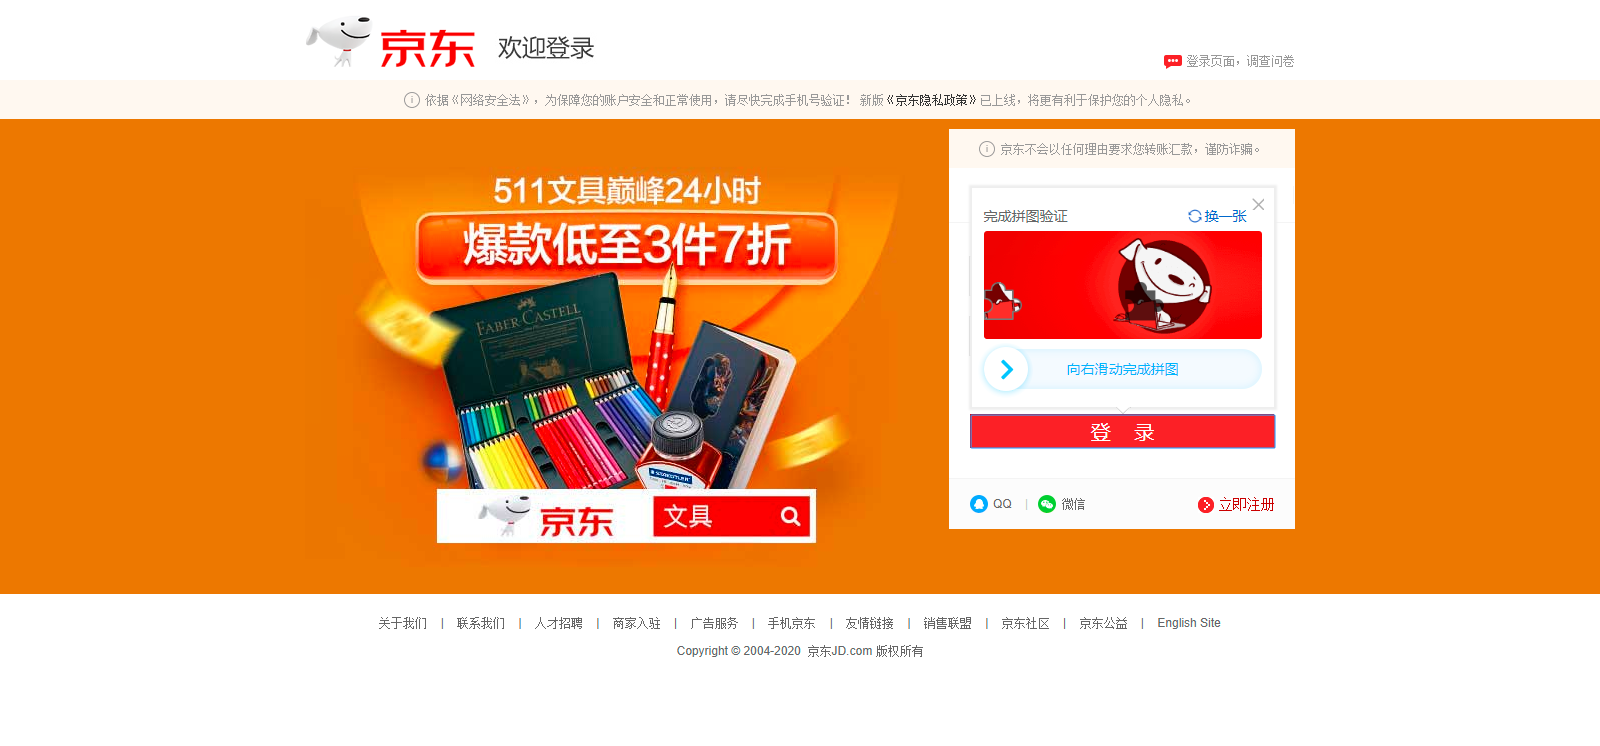 京东 欢迎登录
登录页面，调查问卷
依据《网络安全法》，为保障您的账户安全和正常使用，请尽快完成手机号验证！ 新版《京东隐私政策》已上线，将更有利于保护您的个人隐私。
京东不会以任何理由要求您转账汇款，谨防诈骗。
511文具巅峰24小时
爆款低至3件7折
FABER-CASTELL
STAEDTLER
京东 文具
完成拼图验证 换一张
向右滑动完成拼图
登 录
QQ | 微信 立即注册
关于我们 | 联系我们 | 人才招聘 | 商家入驻 | 广告服务 | 手机京东 | 友情链接 | 销售联盟 | 京东社区 | 京东公益 | English Site
Copyright © 2004-2020 京东JD.com 版权所有